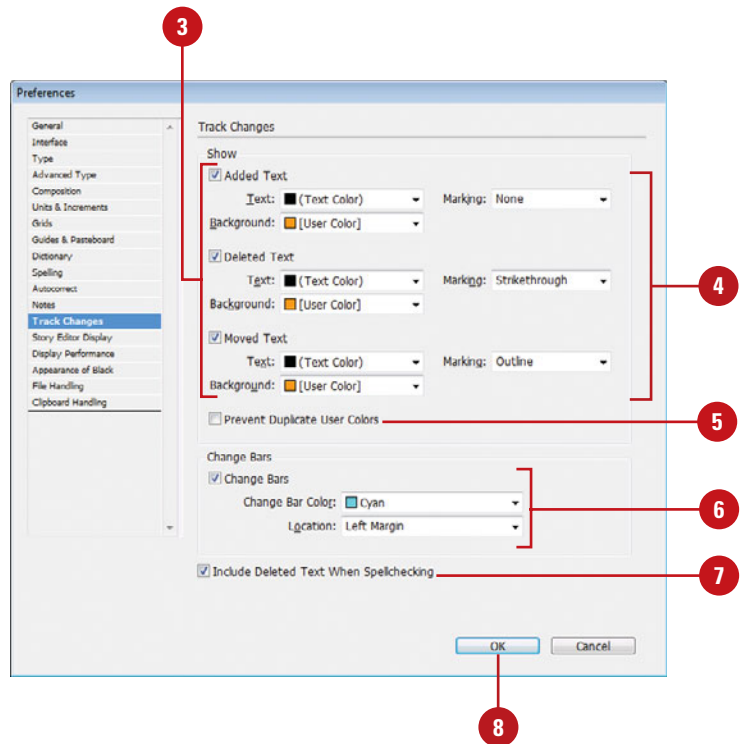 3
Preferences
General
Interface
Type
Advanced Type
Composition
Units & Increments
Grids
Guides & Pasteboard
Dictionary
Spelling
Autocorrect
Notes
Track Changes
Story Editor Display
Display Performance
Appearance of Black
File Handling
Clipboard Handling
Track Changes
Show
Added Text
Text: (Text Color) Marking: None
Background: [User Color]
Deleted Text
Text: (Text Color) Marking: Strikethrough
Background: [User Color]
4
Moved Text
Text: (Text Color) Marking: Outline
Background: [User Color]
Prevent Duplicate User Colors
5
Change Bars
Change Bars
Change Bar Color: Cyan
Location: Left Margin
6
Include Deleted Text When Spellchecking
7
OK Cancel
8